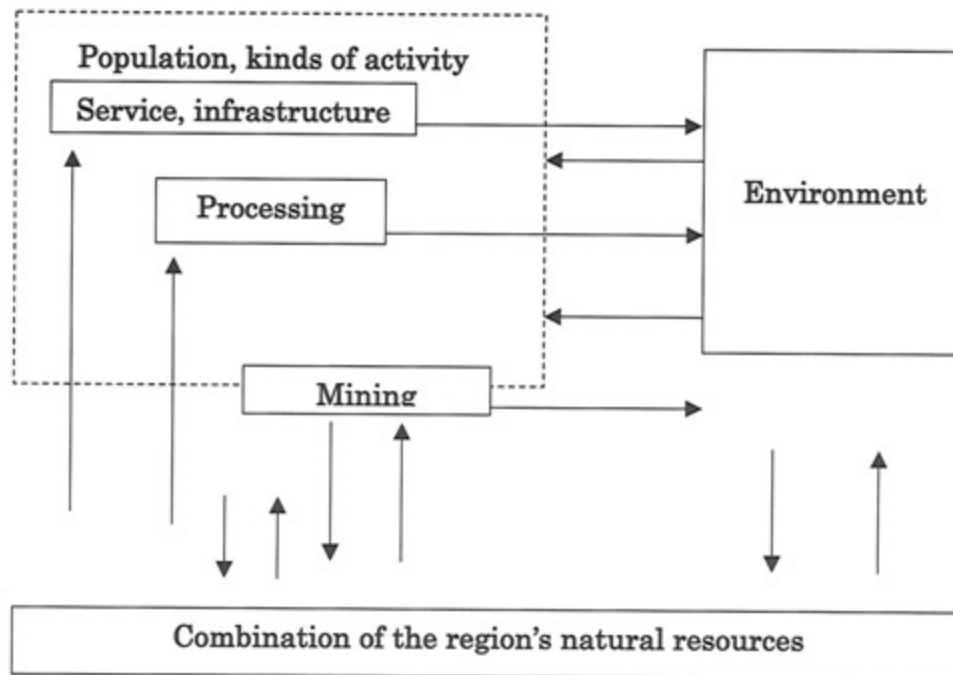 Population, kinds of activity
Service, infrastructure
Processing
Environment
Mining
Combination of the region's natural resources